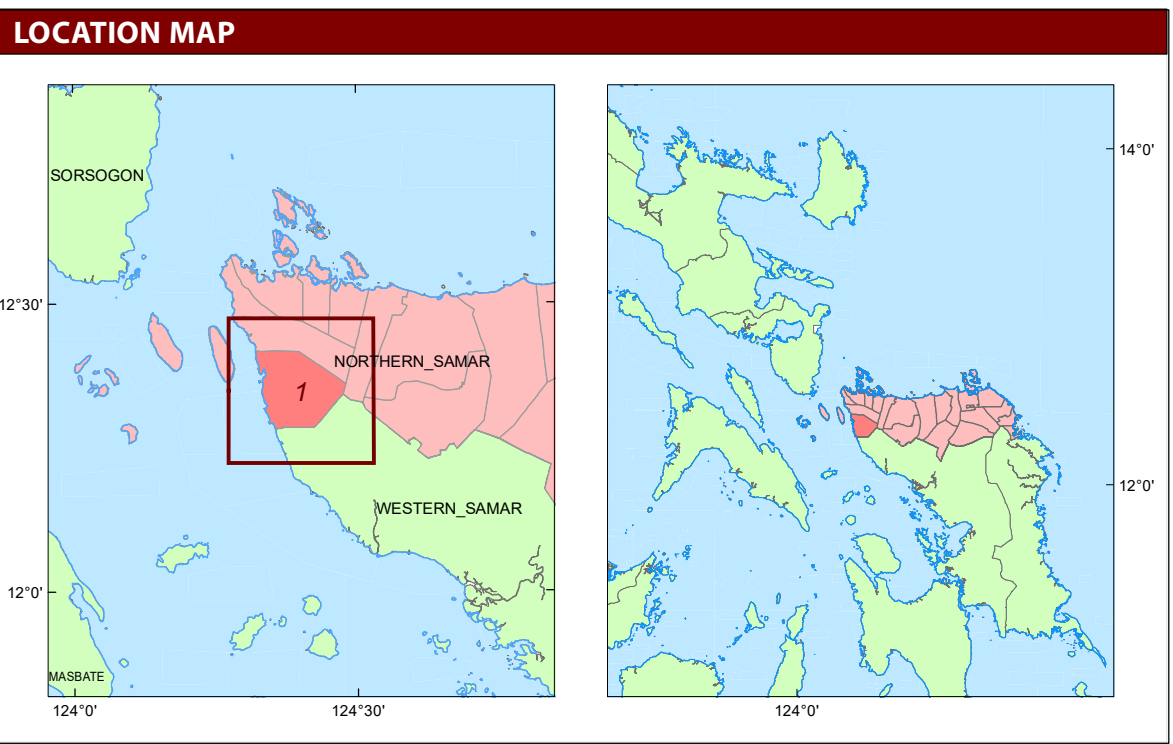 LOCATION MAP
SORSOGON
12°30'
NORTHERN_SAMAR
1
WESTERN_SAMAR
12°0'
MASBATE
124°0'
124°30'
14°0'
12°0'
124°0'